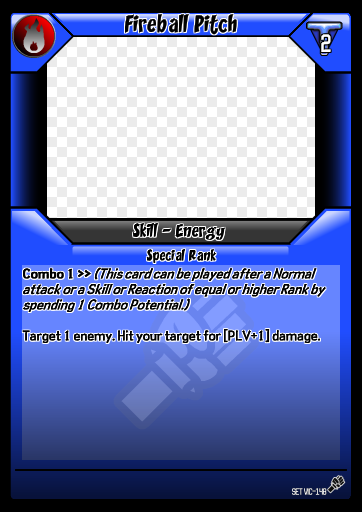 Fireball Pitch
2
Skill - Energy
Special Rank
Combo 1 >> (This card can be played after a Normal
attack or a Skill or Reaction of equal or higher Rank by
spending 1 Combo Potential.)
Target 1 enemy. Hit your target for [PLV+1] damage.
SET VIC-148